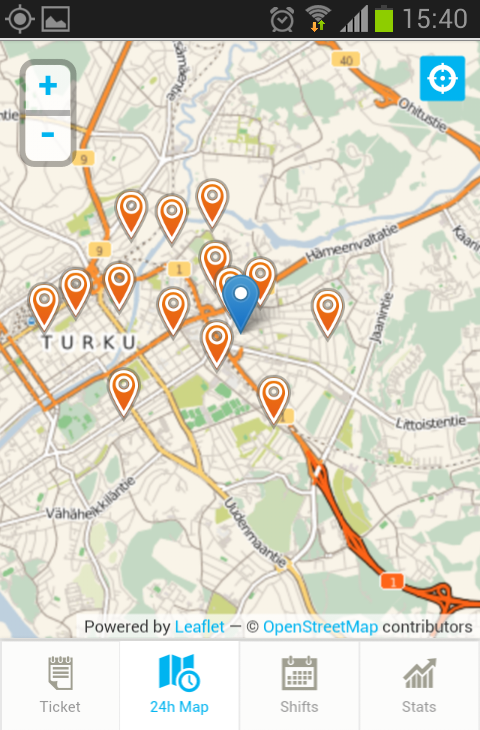 15:40
40
Ohitustie
+
-
9
9
1
Hämeenvaltatie
Jaanintie
TURKU
Littoistentie
Vähäheikkiläntie
Uudenmaantie
1
Powered by Leaflet — © OpenStreetMap contributors
Ticket
24h Map
Shifts
Stats